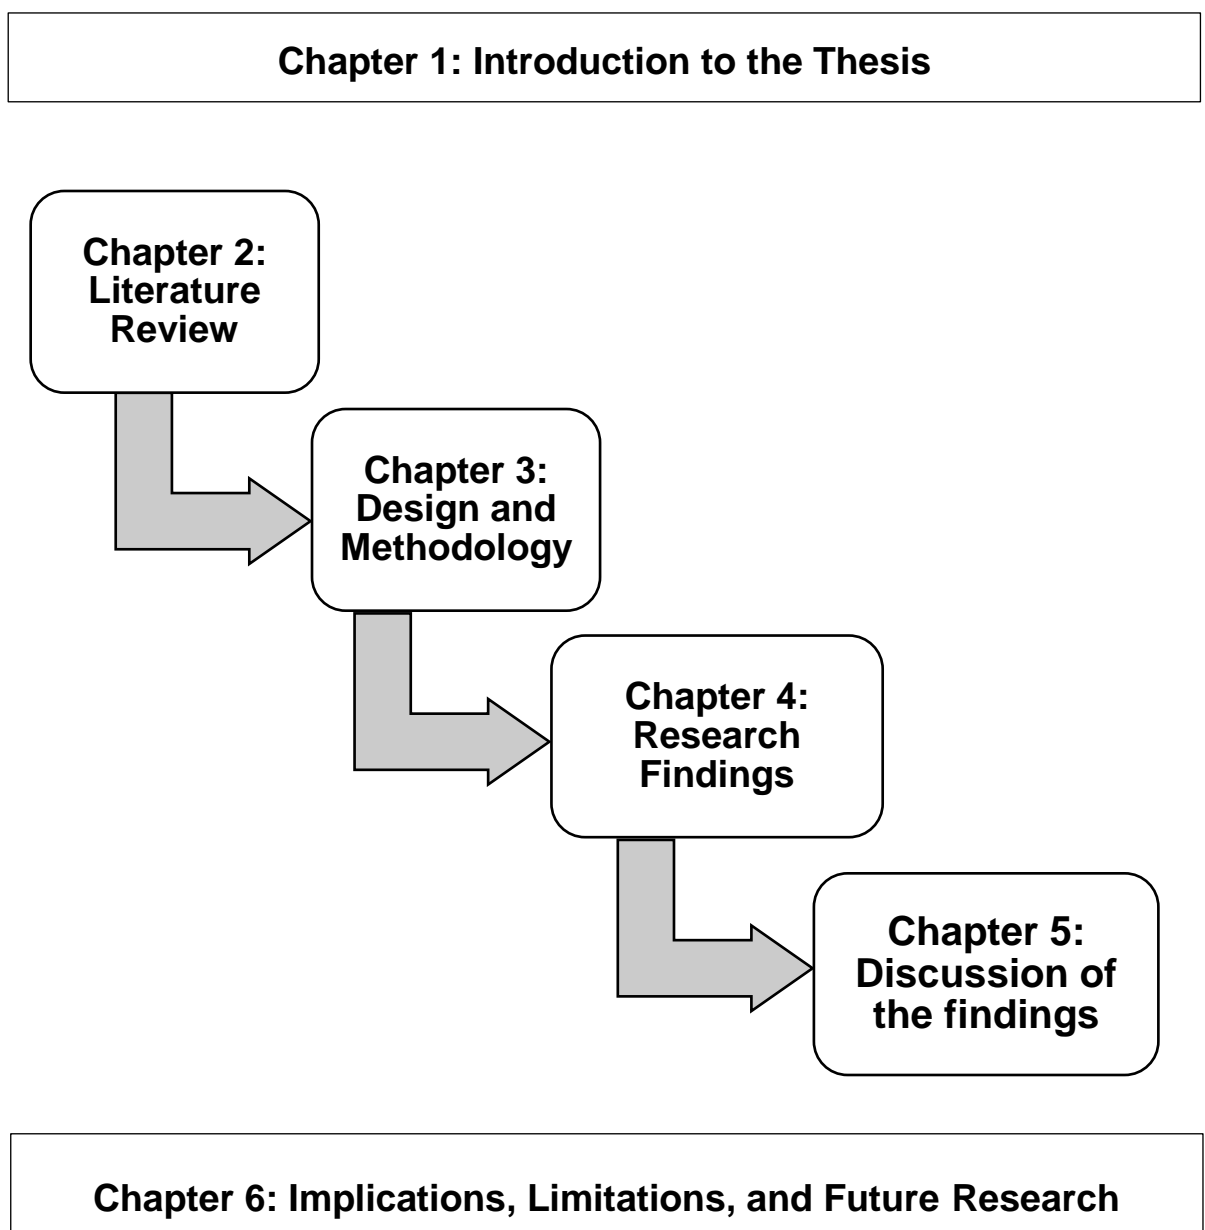 Chapter 1: Introduction to the Thesis
Chapter 2:
Literature
Review
Chapter 3:
Design and
Methodology
Chapter 4:
Research
Findings
Chapter 5:
Discussion of
the findings
Chapter 6: Implications, Limitations, and Future Research